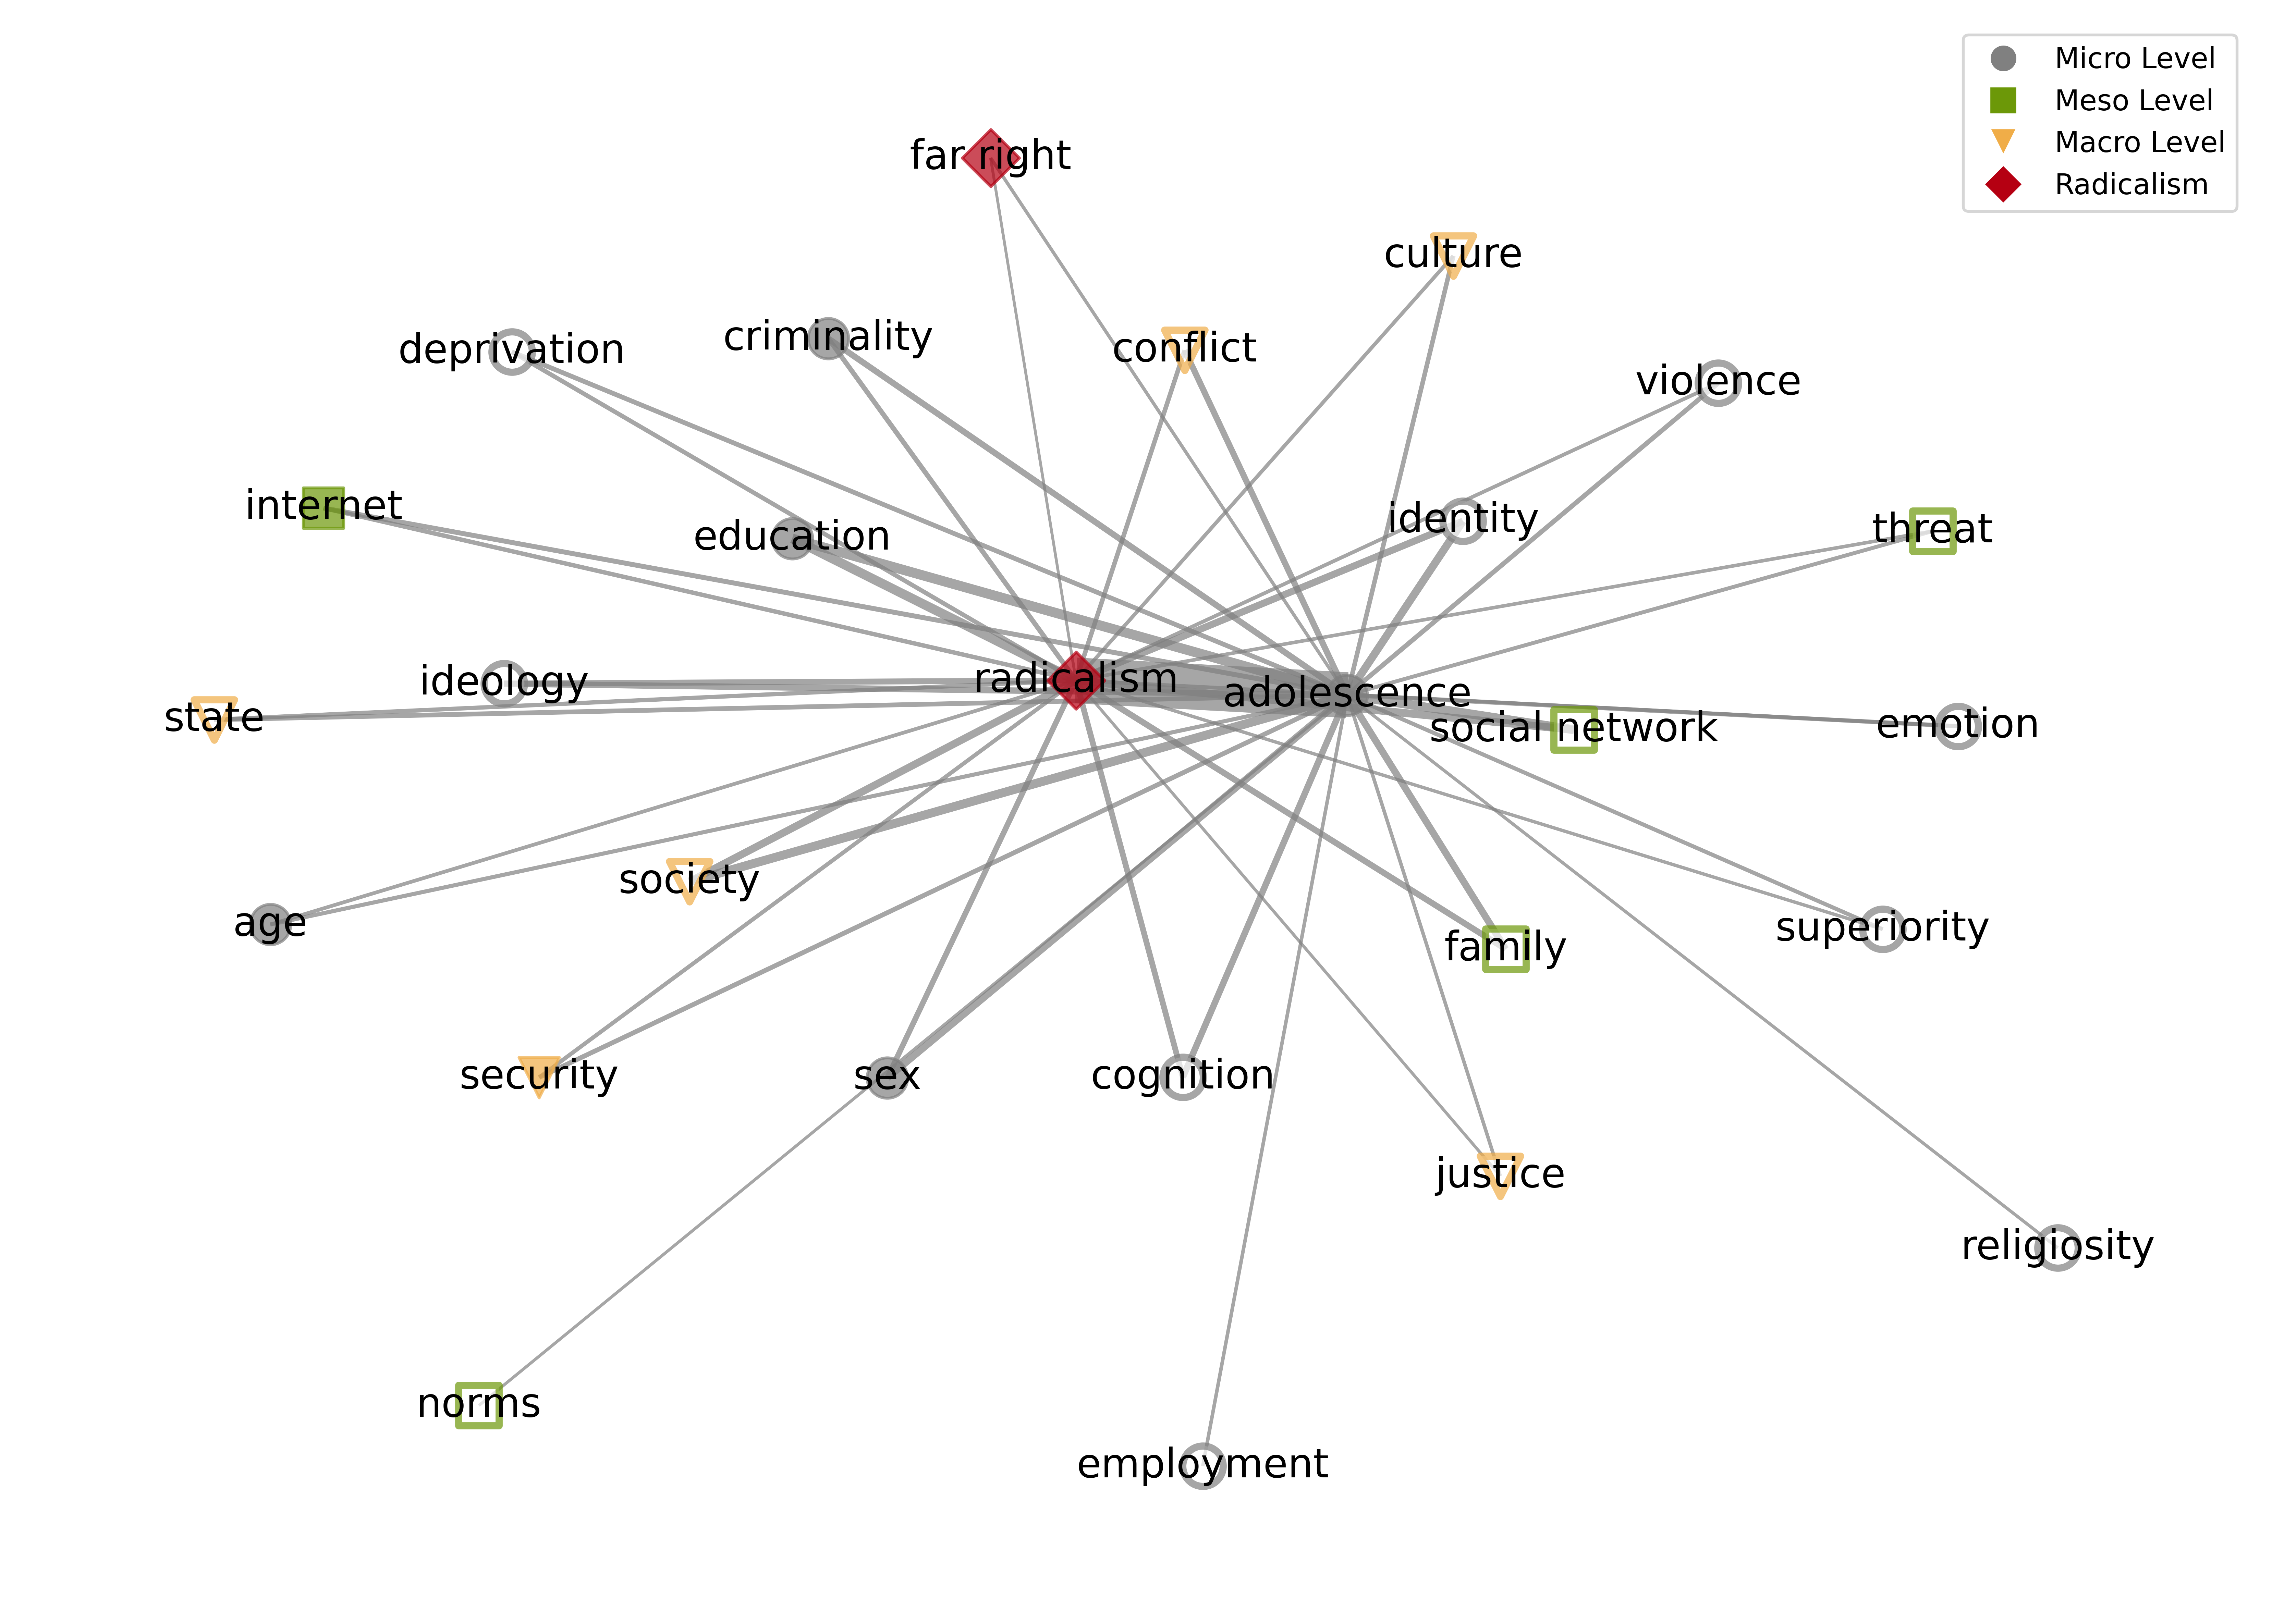 Micro Level
Meso Level
Macro Level
Radicalism
far right
culture
criminality
conflict
deprivation
violence
internet
education
identity
threat
ideology
radicalism
adolescence
state
social network
emotion
society
age
superiority
family
security
sex
cognition
justice
religiosity
norms
employment